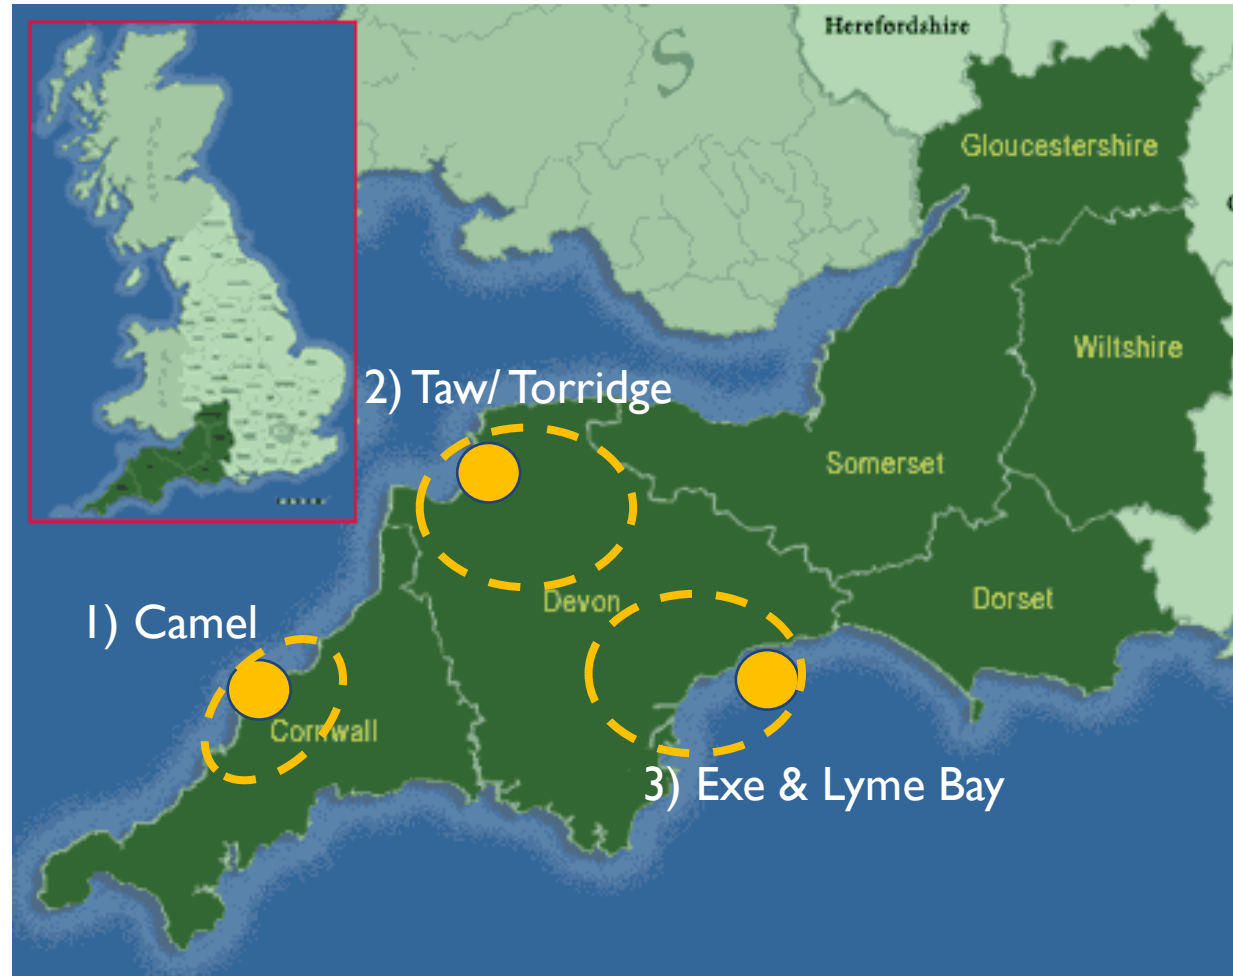 Herefordshire
S
Gloucestershire
Wiltshire
2) Taw/ Torridge
Somerset
Devon
Dorset
1) Camel
Cornwall
3) Exe & Lyme Bay